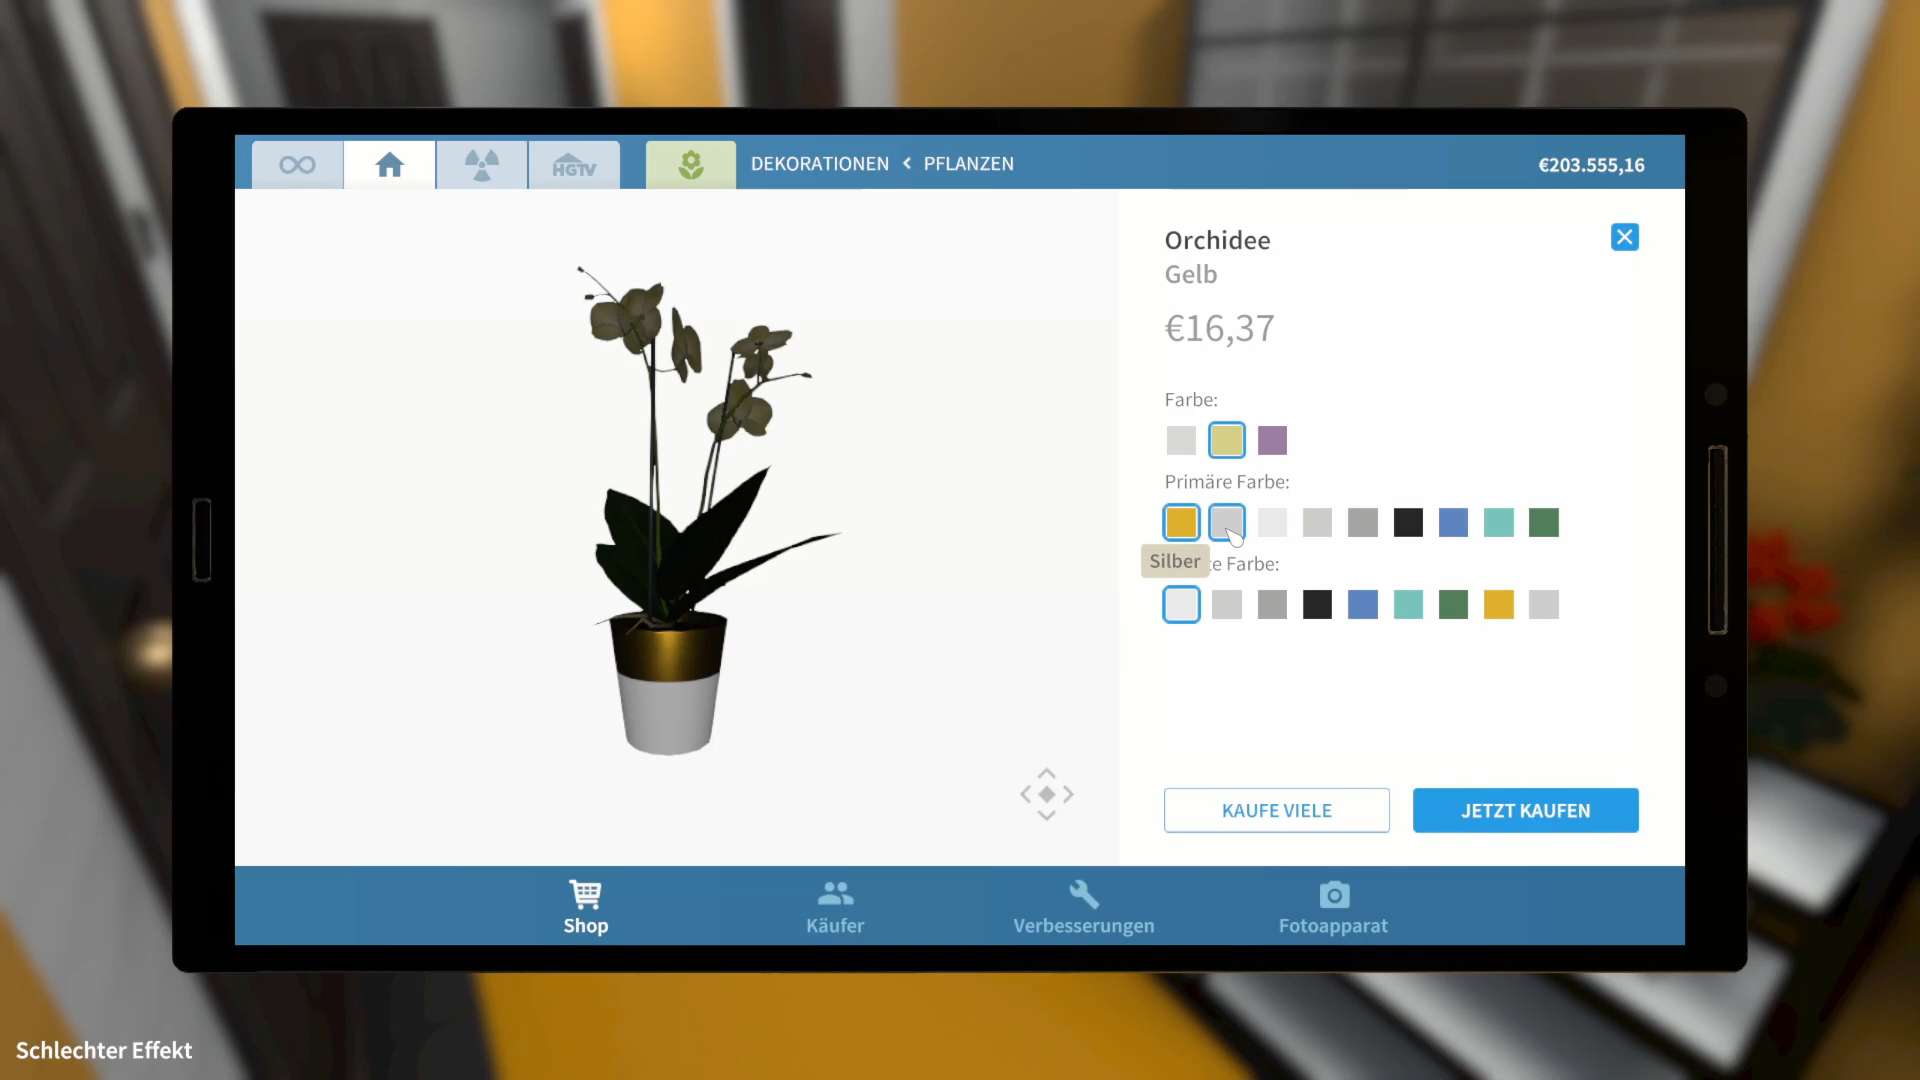 HGTV
DEKORATIONEN < PFLANZEN
€203.555,16
Orchidee
Gelb
€16,37
Farbe:
Primäre Farbe:
Silber
te Farbe:
KAUFE VIELE
JETZT KAUFEN
Shop
Käufer
Verbesserungen
Fotoapparat
Schlechter Effekt